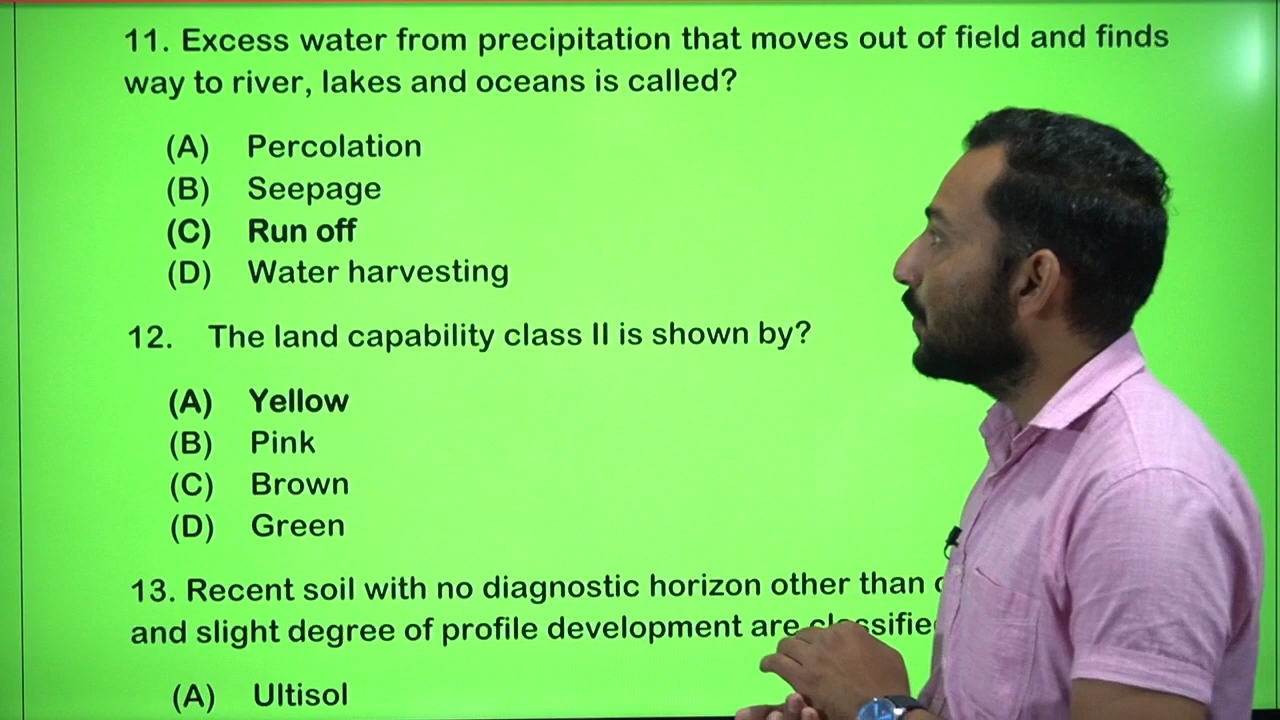 11. Excess water from precipitation that moves out of field and finds
way to river, lakes and oceans is called?
(A) Percolation
(B) Seepage
(C) Run off
(D) Water harvesting
12. The land capability class II is shown by?
(A) Yellow
(B) Pink
(C) Brown
(D) Green
13. Recent soil with no diagnostic horizon other than
and slight degree of profile development are
(A) Ultisol